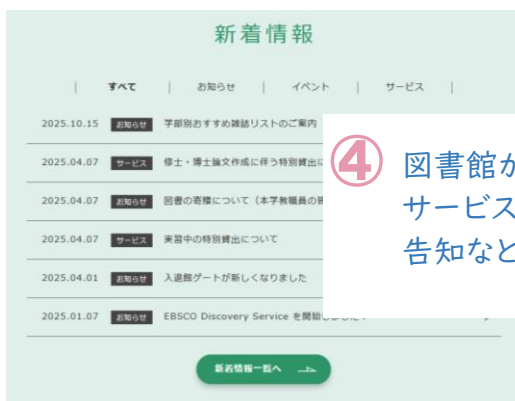 新着情報
| すべて | お知らせ | イベント | サービス |
2025.10.15 お知らせ 学部別おすすめ雑誌リストのご案内
2025.04.07 サービス 修士・博士論文作成に伴う特別貸出に
④ 図書館か
サービス
告知など
2025.04.07 お知らせ 図書の寄贈について（本学教職員の
2025.04.07 サービス 実習中の特別貸出について
2025.04.01 お知らせ 入退館ゲートが新しくなりました
2025.01.07 お知らせ EBSCO Discovery Service を開始しました
新着情報一覧へ